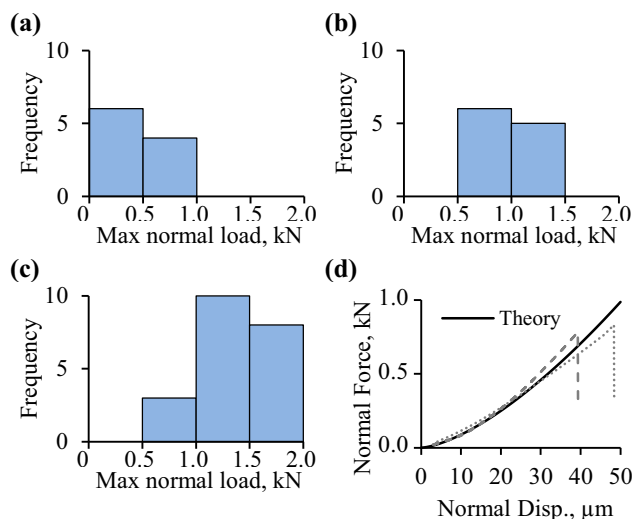 (a)
10
5
0
Frequency
0 0.5 1.0 1.5 2.0
Max normal load, kN
(b)
10
5
0
Frequency
0 0.5 1.0 1.5 2.0
Max normal load, kN
(c)
10
5
0
Frequency
0 0.5 1.0 1.5 2.0
Max normal load, kN
(d)
1.0
0.5
0.0
Normal Force, kN
Theory
0 10 20 30 40 50
Normal Disp., µm